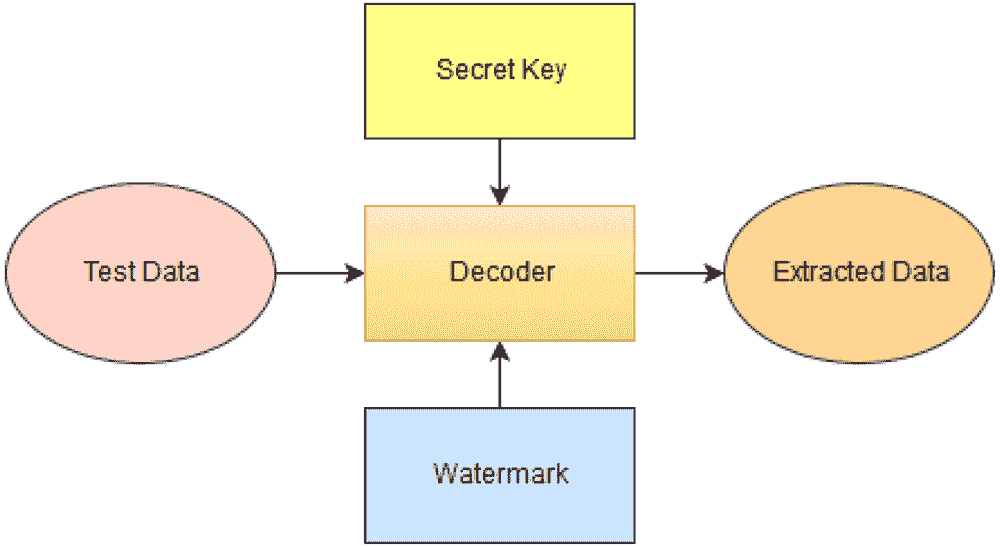 Secret Key
Test Data
Decoder
Extracted Data
Watermark